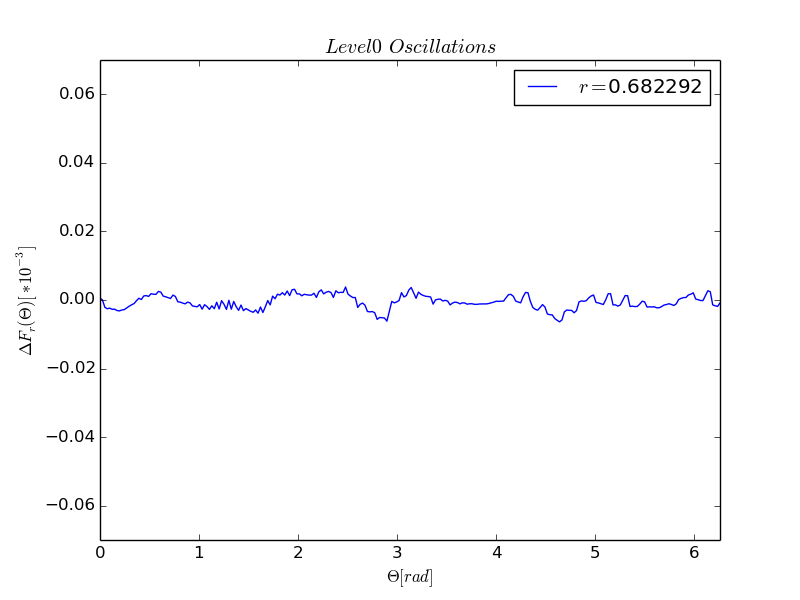 Level0 Oscillations
r=0.682292
0.06
0.04
0.02
0.00
−0.02
−0.04
−0.06
ΔF_r(Θ)[*10^{-3}]
0 1 2 3 4 5 6
Θ[rad]